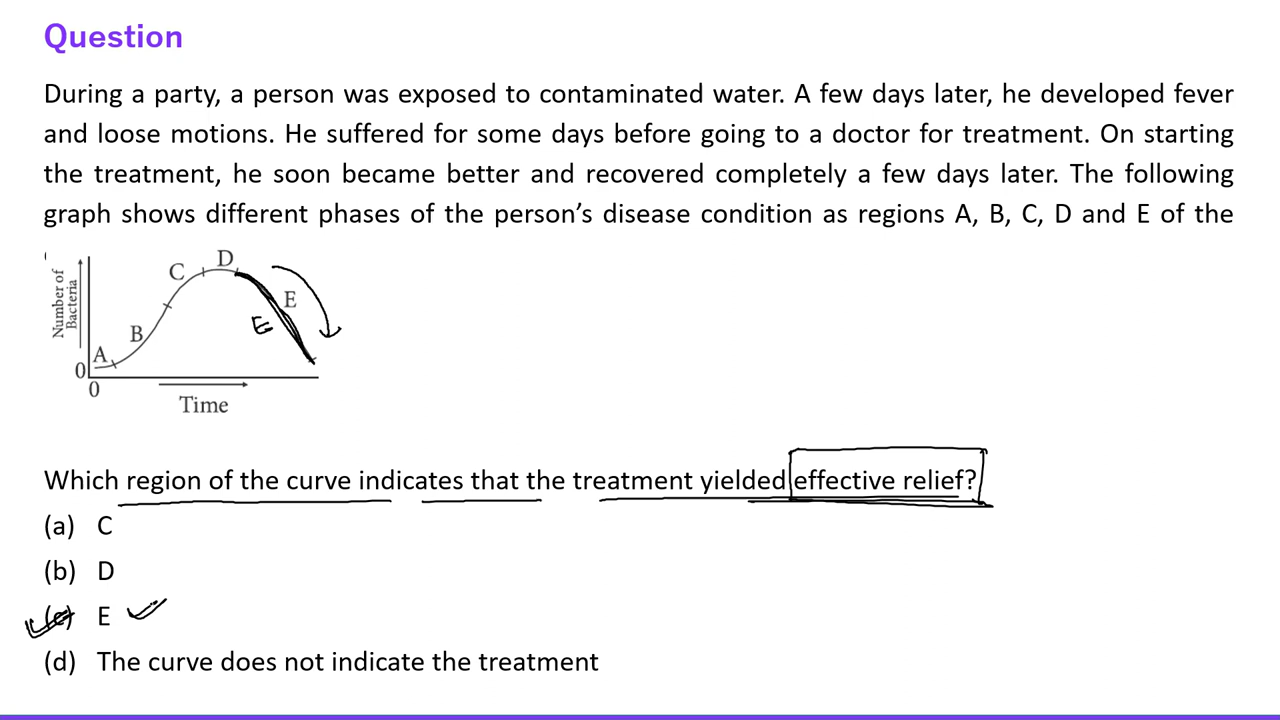 Question
During a party, a person was exposed to contaminated water. A few days later, he developed fever
and loose motions. He suffered for some days before going to a doctor for treatment. On starting
the treatment, he soon became better and recovered completely a few days later. The following
graph shows different phases of the person's disease condition as regions A, B, C, D and E of the
Number of
Bacteria
A
B
C
D
E
E
0
0
Time
Which region of the curve indicates that the treatment yielded effective relief?
(a) C
(b) D
(c) E
(d) The curve does not indicate the treatment